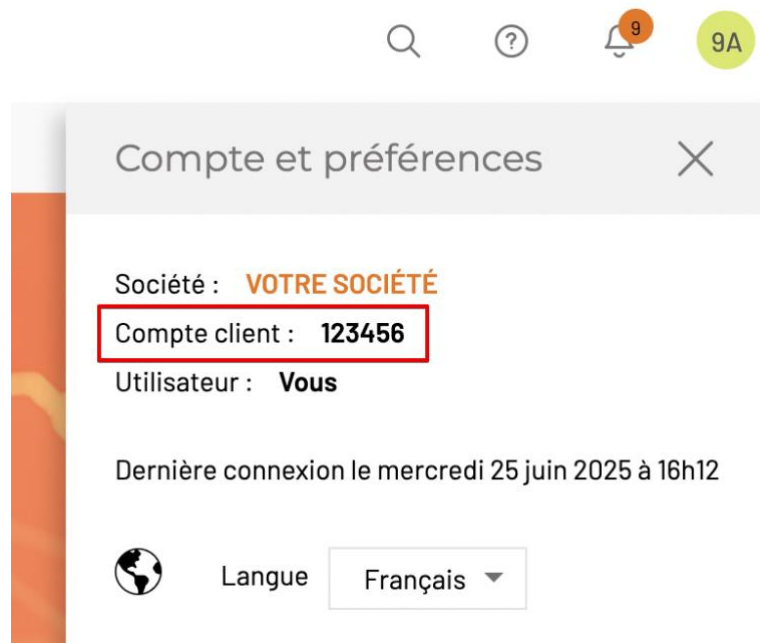 9
9A
Compte et préférences
Société : VOTRE SOCIÉTÉ
Compte client : 123456
Utilisateur : Vous
Dernière connexion le mercredi 25 juin 2025 à 16h12
Langue Français